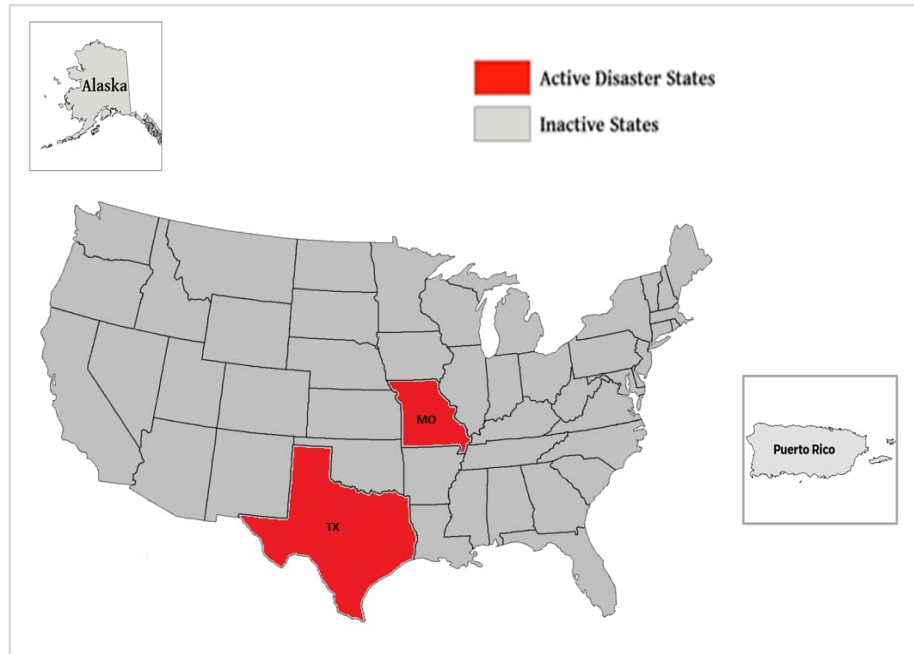 Alaska
Active Disaster States
Inactive States
MO
Puerto Rico
TX